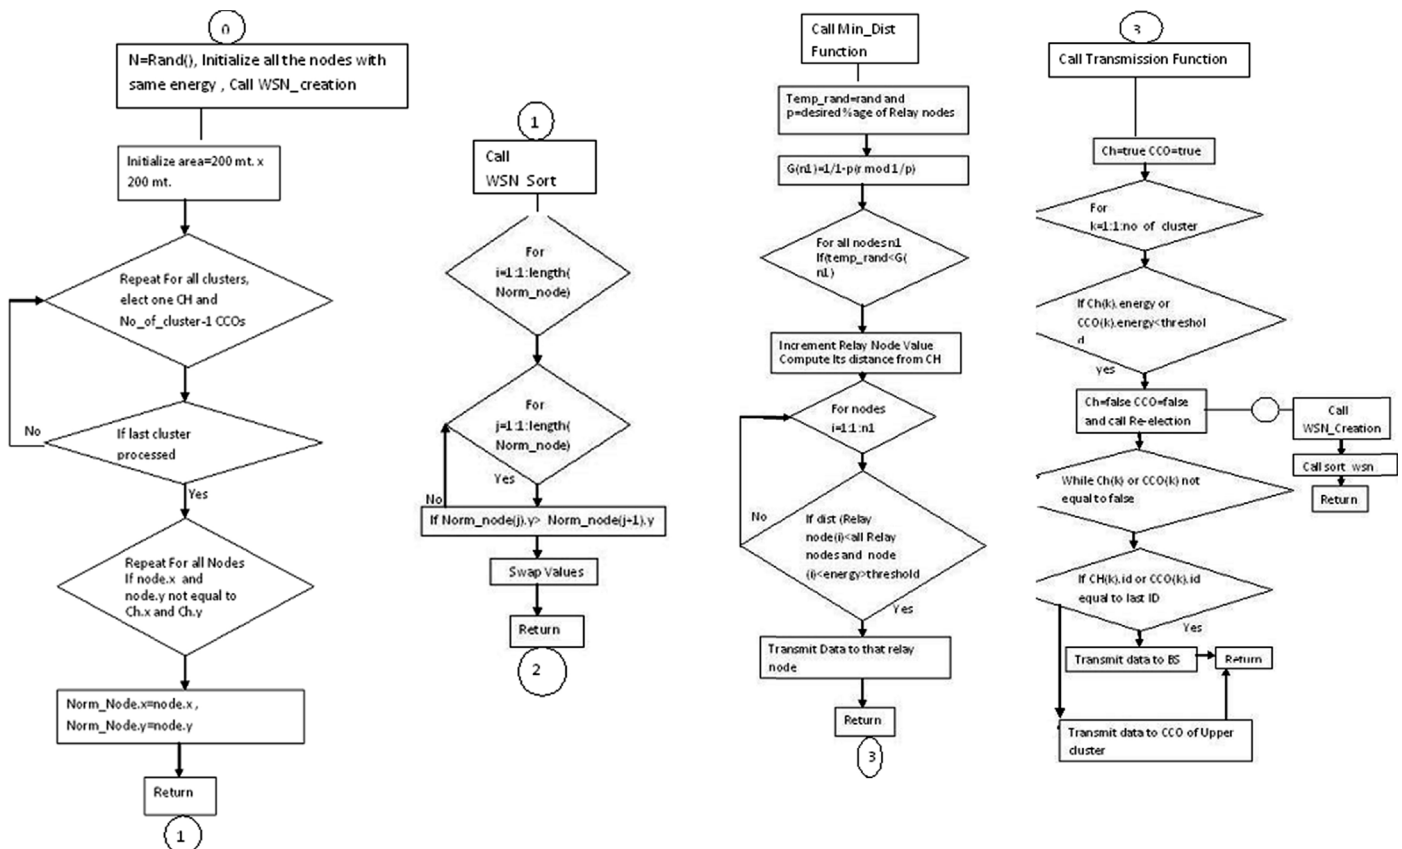 0
N=Rand(), Initialize all the nodes with
same energy , Call WSN_creation
Initialize area=200 mt. x
200 mt.
Repeat For all clusters,
elect one CH and
No_of_cluster-1 CCOs
No
If last cluster
processed
Yes
Repeat For all Nodes
If node.x and
node.y not equal to
Ch.x and Ch.y
Norm_Node.x=node.x ,
Norm_Node.y=node.y
Return
1
1
Call
WSN_Sort
For
i=1:1:length(
Norm_node)
For
j=1:1:length(
Norm_node)
Yes
No
If Norm_node(j).y> Norm_node(j+1).y
Swap Values
Return
2
Call Min_Dist
Function
Temp_rand=rand and
p=desired %age of Relay nodes
G(n1)=1/1-p(r mod 1/p)
For all nodes n1
If(temp_rand<G(
n1)
Increment Relay Node Value
Compute Its distance from CH
For nodes
i=1:1:n1
No
If dist (Relay
node(i)<all Relay
nodes and node
(i)<energy>threshold
Yes
Transmit Data to that relay
node
Return
3
3
Call Transmission Function
Ch=true CCO=true
For
k=1:1:no of cluster
If Ch(k).energy or
CCO(k).energy<threshol
d
yes
Ch=false CCO=false
and call Re-election
Call
WSN_Creation
Call sort wsn
Return
While Ch(k) or CCO(k) not
equal to false
If CH(k).id or CCO(k).id
equal to last ID
Yes
Transmit data to BS
Return
Transmit data to CCO of Upper
cluster